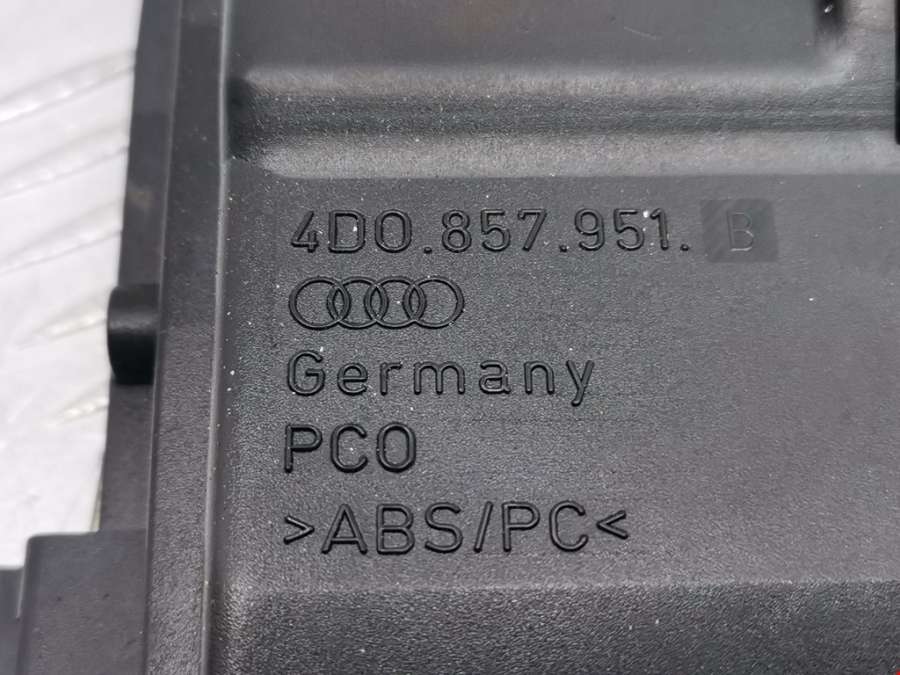 4D0.857.951. B
Germany
PCO
>ABS/PC<